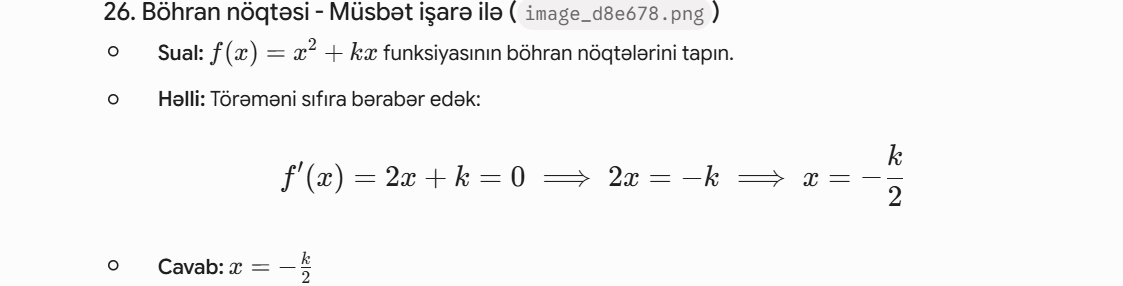 26. Böhran nöqtəsi - Müsbət işarə ilə ( image_d8e678.png )
Sual: f(x) = x² + kx funksiyasının böhran nöqtələrini tapın.
Həlli: Törəməni sıfıra bərabər edək:
f′(x) = 2x + k = 0 ⟹ 2x = −k ⟹ x = −k/2
Cavab: x = −k/2